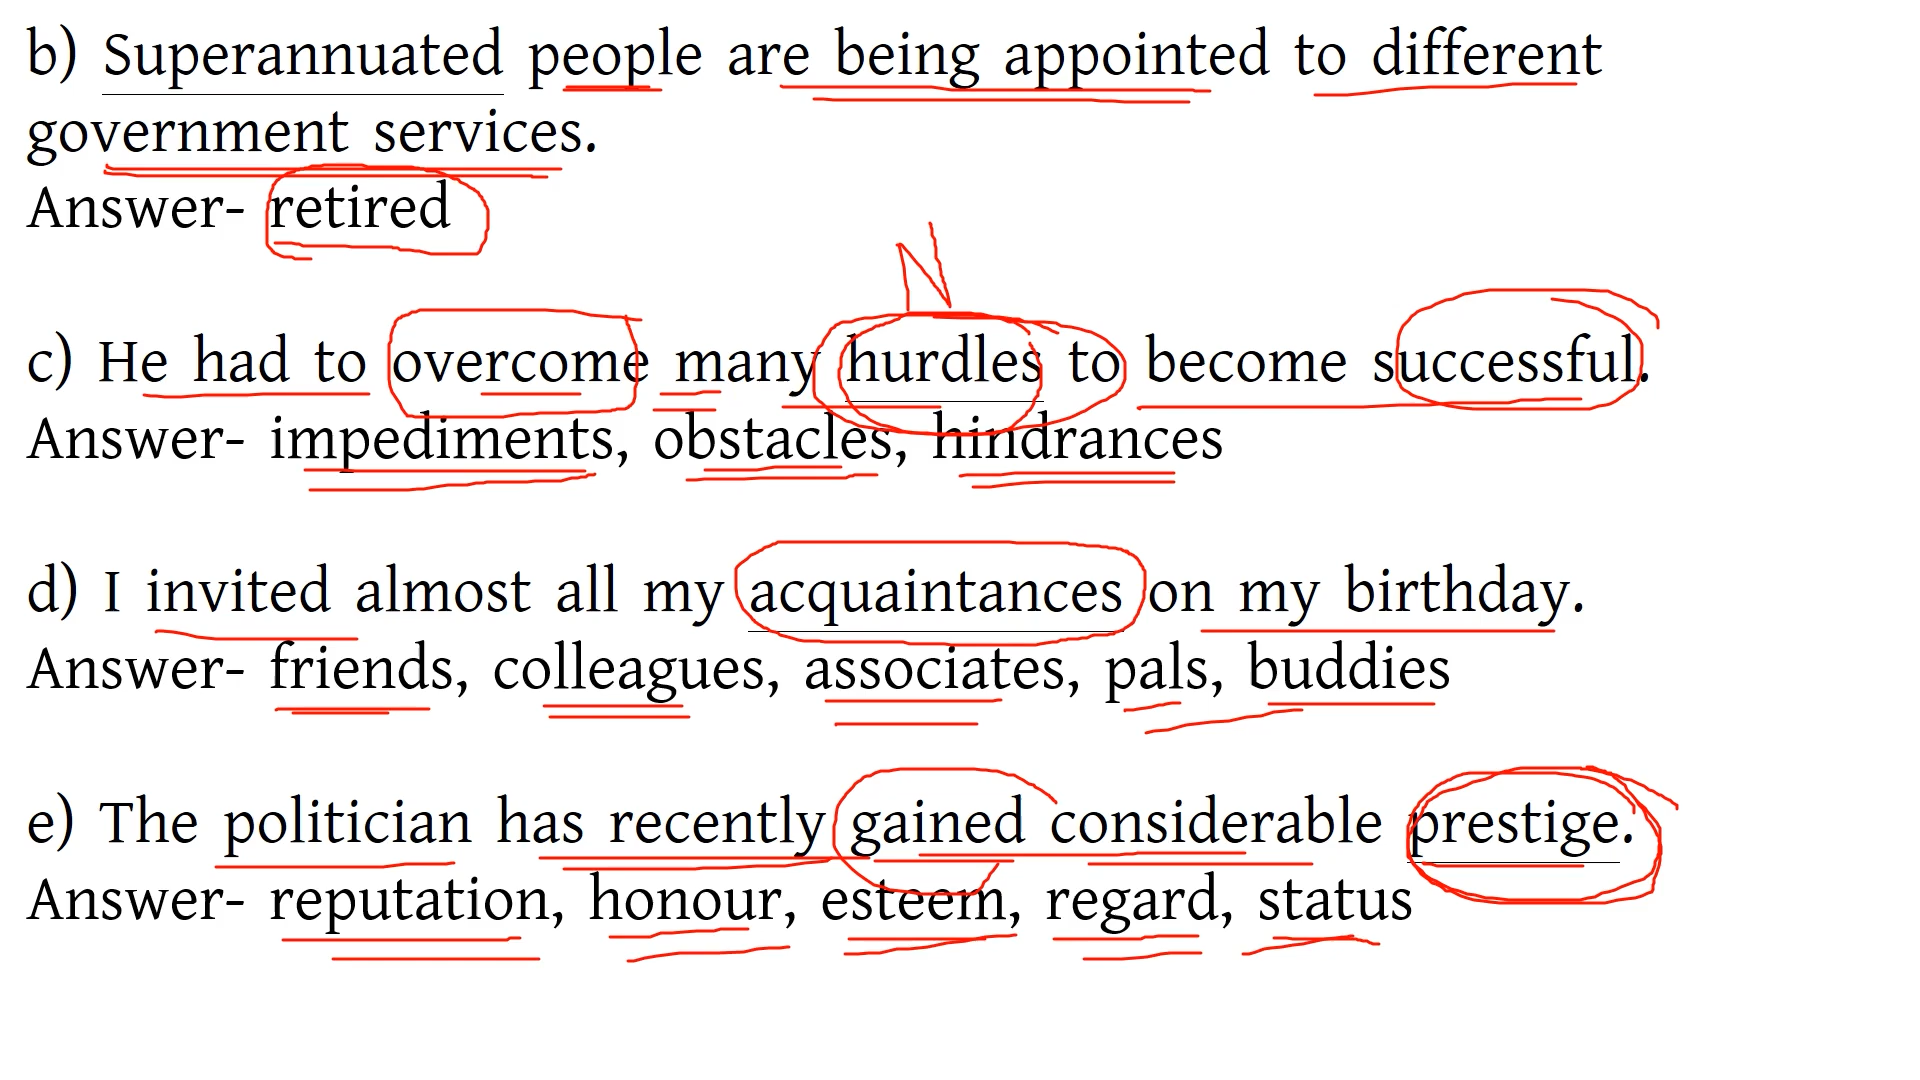 b) Superannuated people are being appointed to different
government services.
Answer- retired
N
c) He had to overcome many hurdles to become successful.
Answer- impediments, obstacles, hindrances
d) I invited almost all my acquaintances on my birthday.
Answer- friends, colleagues, associates, pals, buddies
e) The politician has recently gained considerable prestige.
Answer- reputation, honour, esteem, regard, status